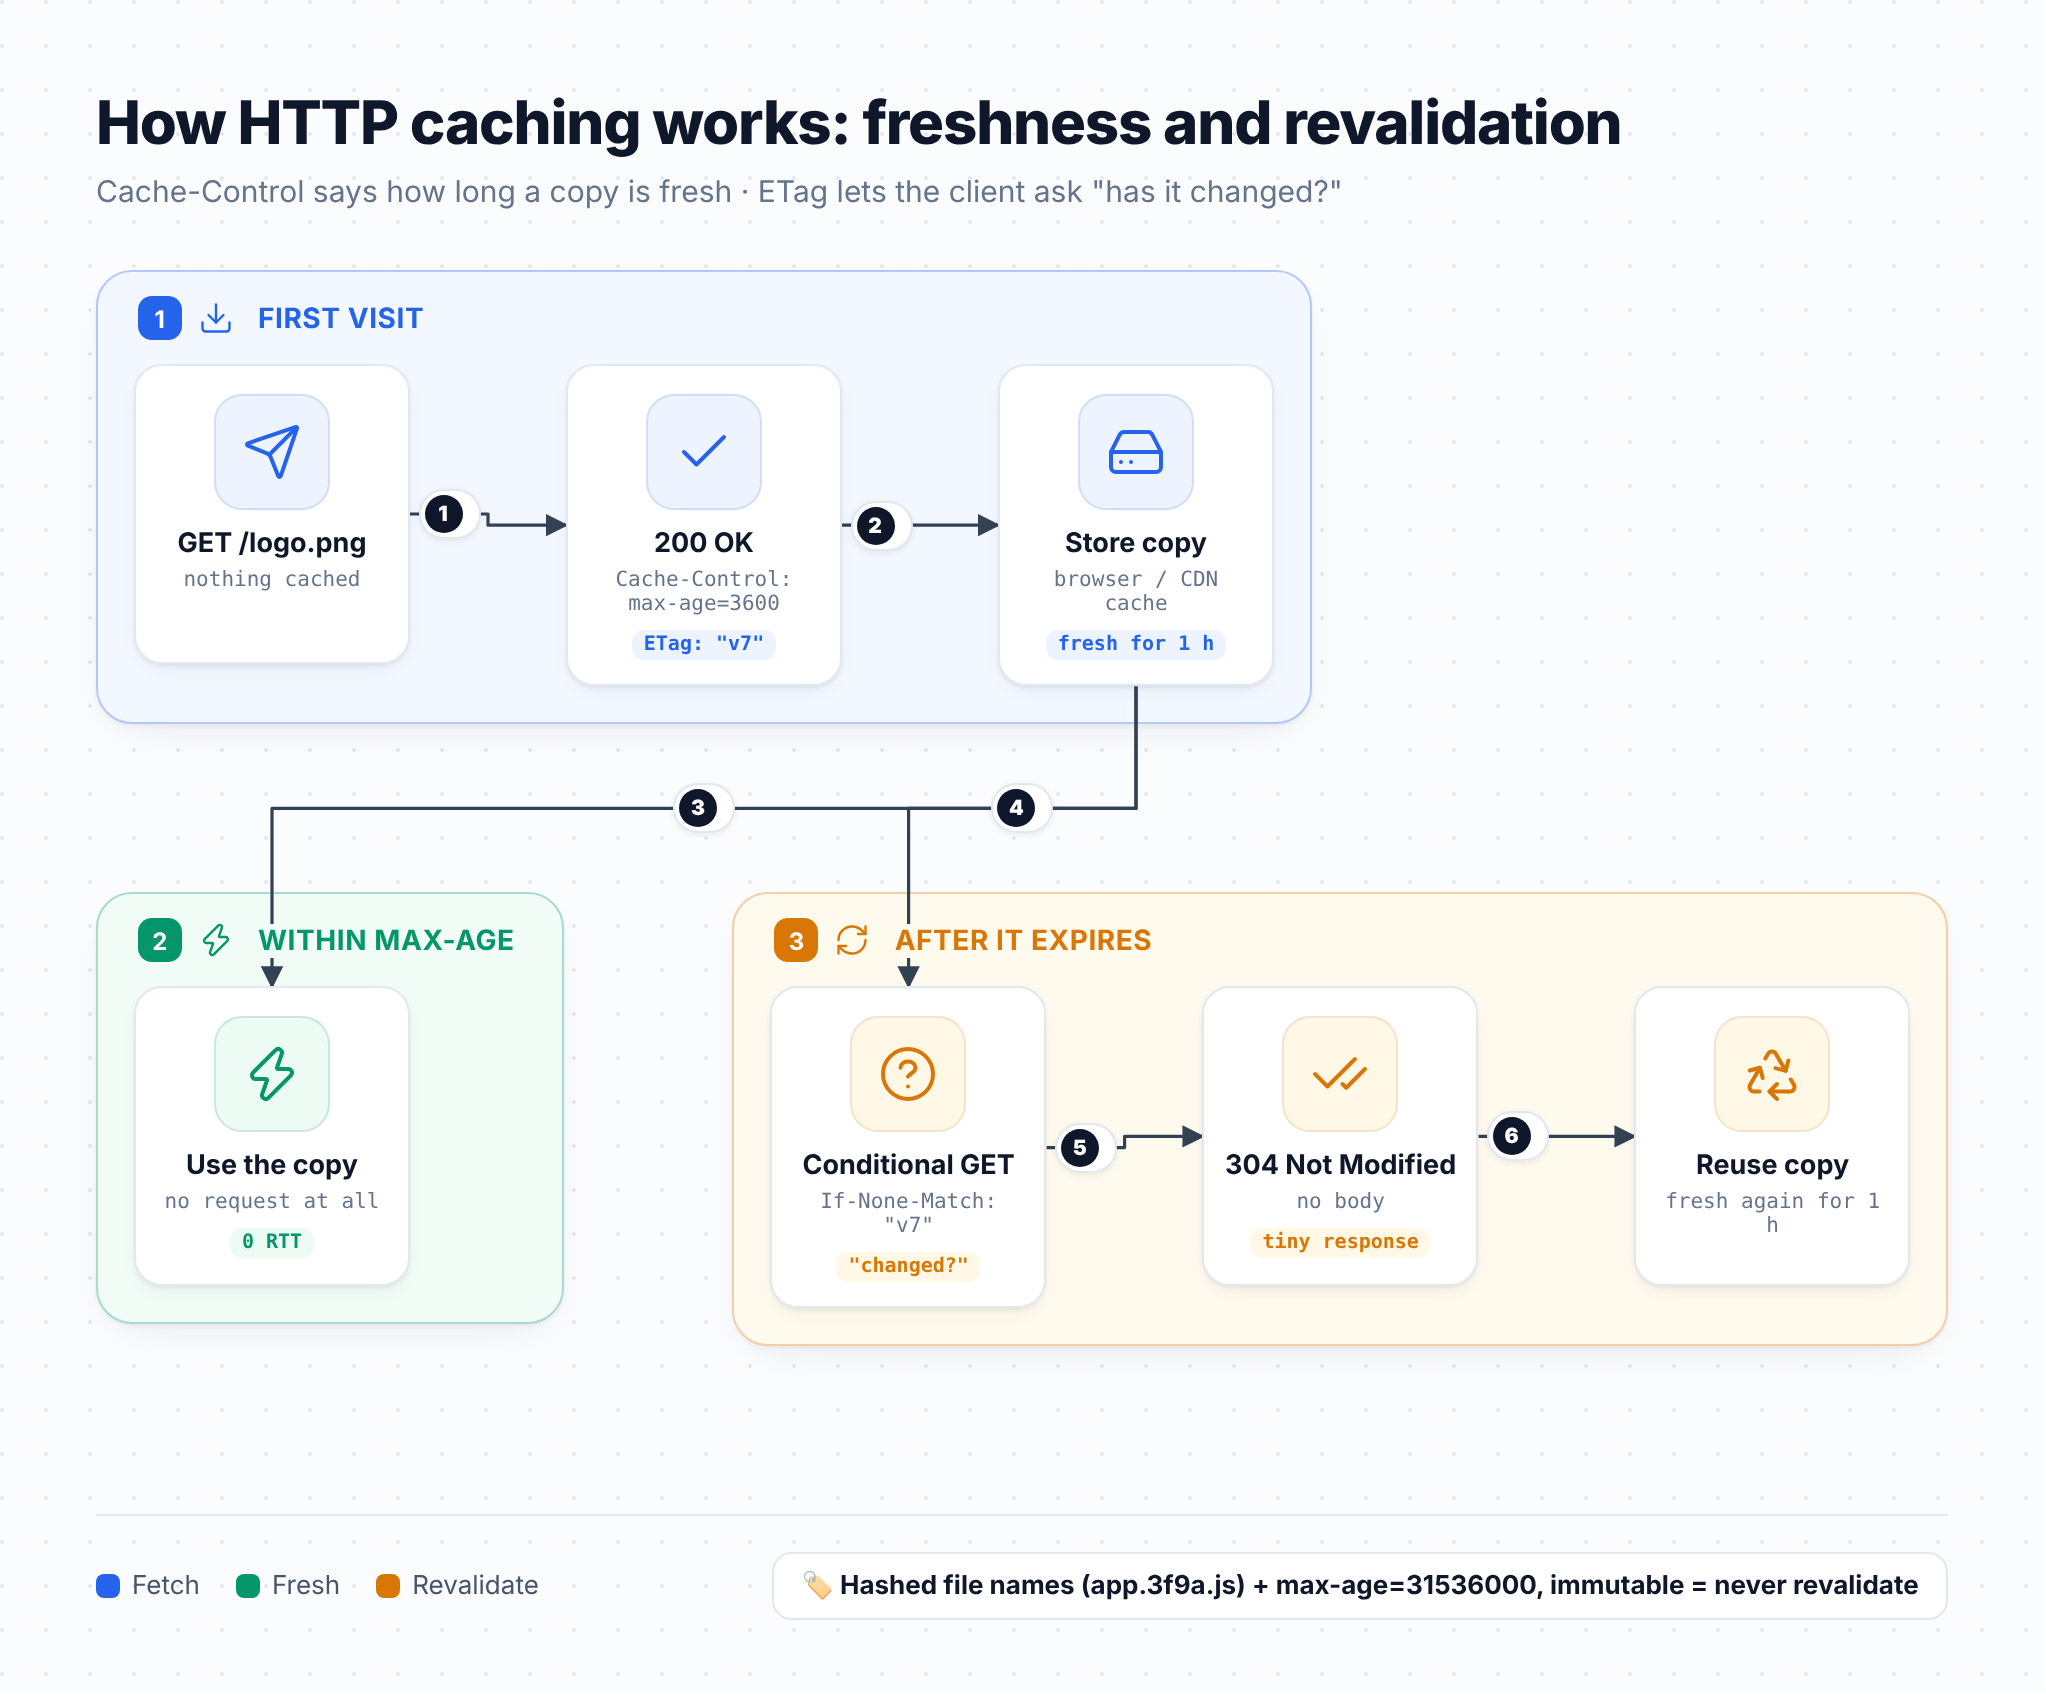 How HTTP caching works: freshness and revalidation
Cache-Control says how long a copy is fresh · ETag lets the client ask "has it changed?"
1 FIRST VISIT
GET /logo.png
nothing cached
1
200 OK
Cache-Control:
max-age=3600
ETag: "v7"
2
Store copy
browser / CDN
cache
fresh for 1 h
3
4
2 WITHIN MAX-AGE
Use the copy
no request at all
0 RTT
3 AFTER IT EXPIRES
Conditional GET
If-None-Match:
"v7"
"changed?"
5
304 Not Modified
no body
tiny response
6
Reuse copy
fresh again for 1
h
Fetch
Fresh
Revalidate
🏷️ Hashed file names (app.3f9a.js) + max-age=31536000, immutable = never revalidate